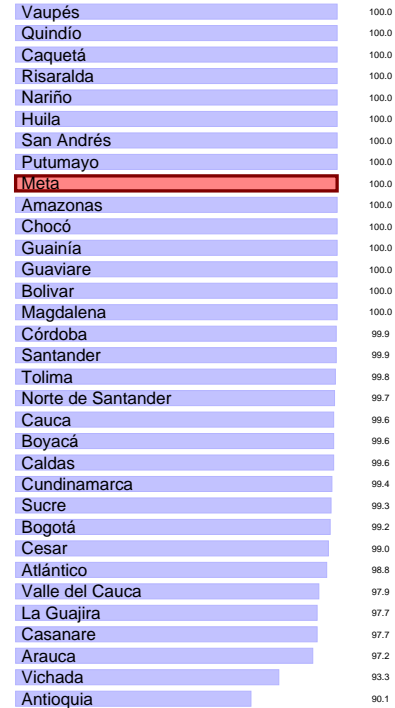 Vaupés 100.0
Quindío 100.0
Caquetá 100.0
Risaralda 100.0
Nariño 100.0
Huila 100.0
San Andrés 100.0
Putumayo 100.0
Meta 100.0
Amazonas 100.0
Chocó 100.0
Guainía 100.0
Guaviare 100.0
Bolivar 100.0
Magdalena 100.0
Córdoba 99.9
Santander 99.9
Tolima 99.8
Norte de Santander 99.7
Cauca 99.6
Boyacá 99.6
Caldas 99.6
Cundinamarca 99.4
Sucre 99.3
Bogotá 99.2
Cesar 99.0
Atlántico 98.8
Valle del Cauca 97.9
La Guajira 97.7
Casanare 97.7
Arauca 97.2
Vichada 93.3
Antioquia 90.1